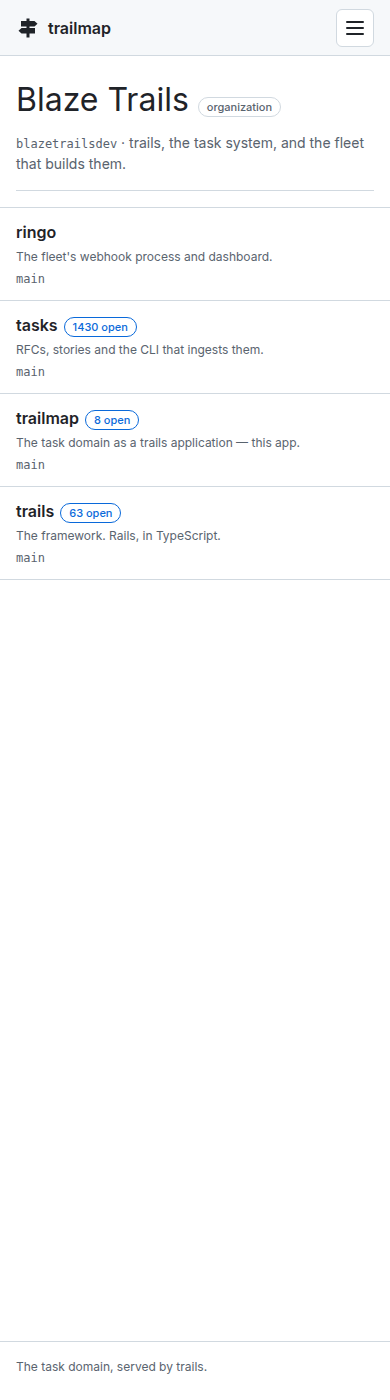 trailmap
Blaze Trails organization
blazetrailsdev · trails, the task system, and the fleet
that builds them.
ringo
The fleet's webhook process and dashboard.
main
tasks 1430 open
RFCs, stories and the CLI that ingests them.
main
trailmap 8 open
The task domain as a trails application — this app.
main
trails 63 open
The framework. Rails, in TypeScript.
main
The task domain, served by trails.